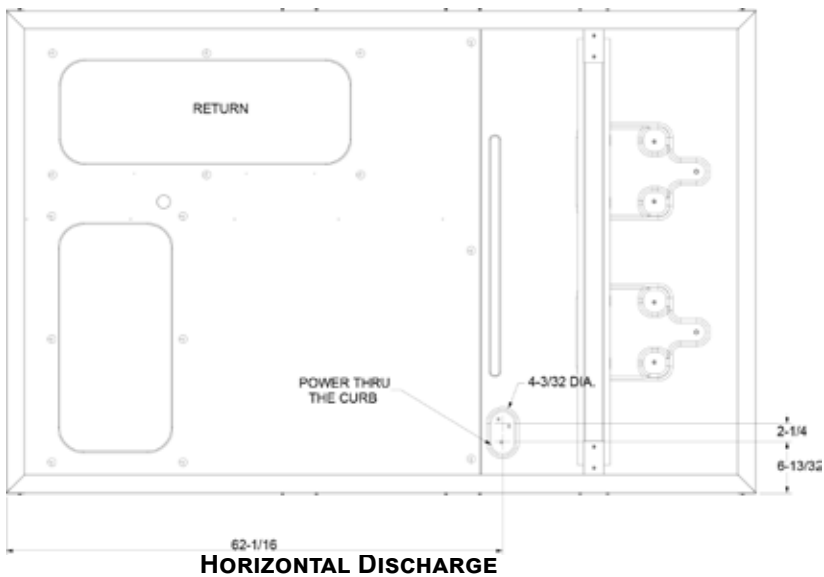 RETURN
POWER THRU
THE CURB
4-3/32 DIA.
2-1/4
6-13/32
62-1/16
HORIZONTAL DISCHARGE